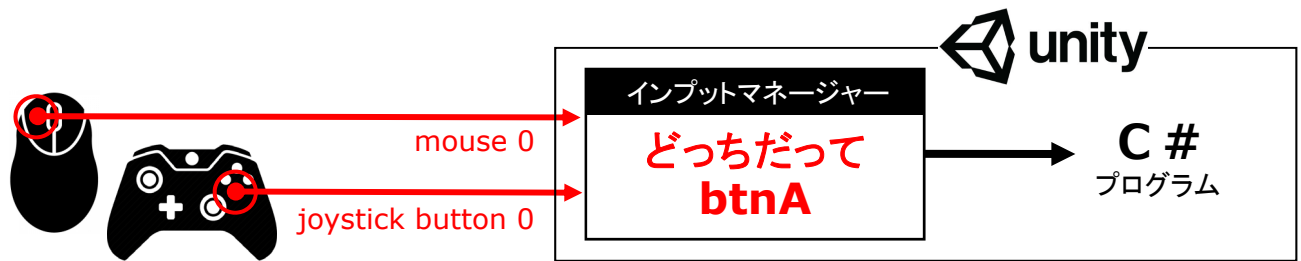 unity
インプットマネージャー
mouse 0
どっちだって
btnA
joystick button 0
C #
プログラム